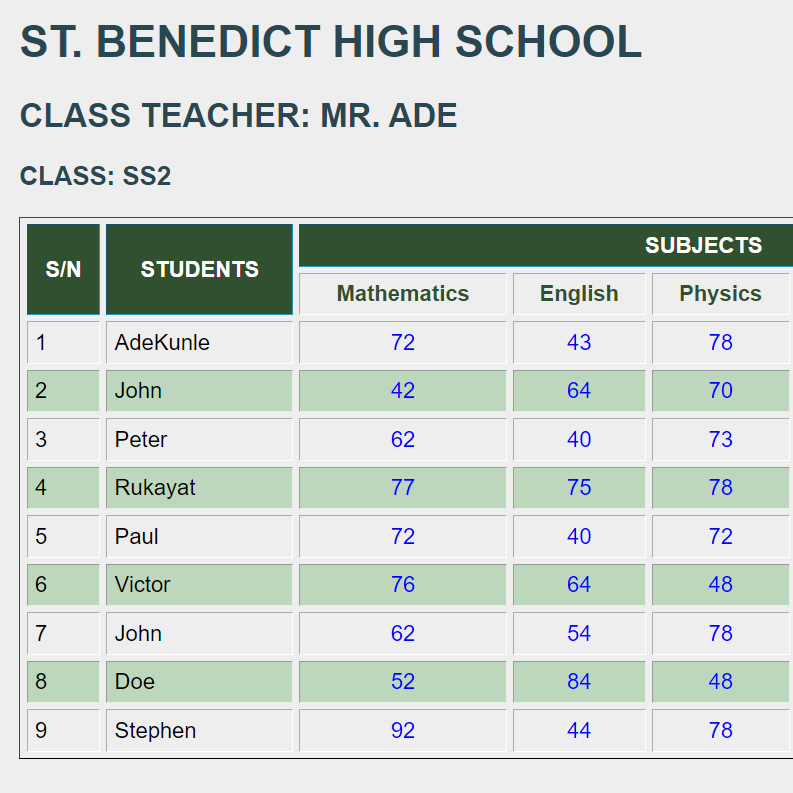 ST. BENEDICT HIGH SCHOOL
CLASS TEACHER: MR. ADE
CLASS: SS2
S/N STUDENTS SUBJECTS
Mathematics English Physics
1 AdeKunle 72 43 78
2 John 42 64 70
3 Peter 62 40 73
4 Rukayat 77 75 78
5 Paul 72 40 72
6 Victor 76 64 48
7 John 62 54 78
8 Doe 52 84 48
9 Stephen 92 44 78